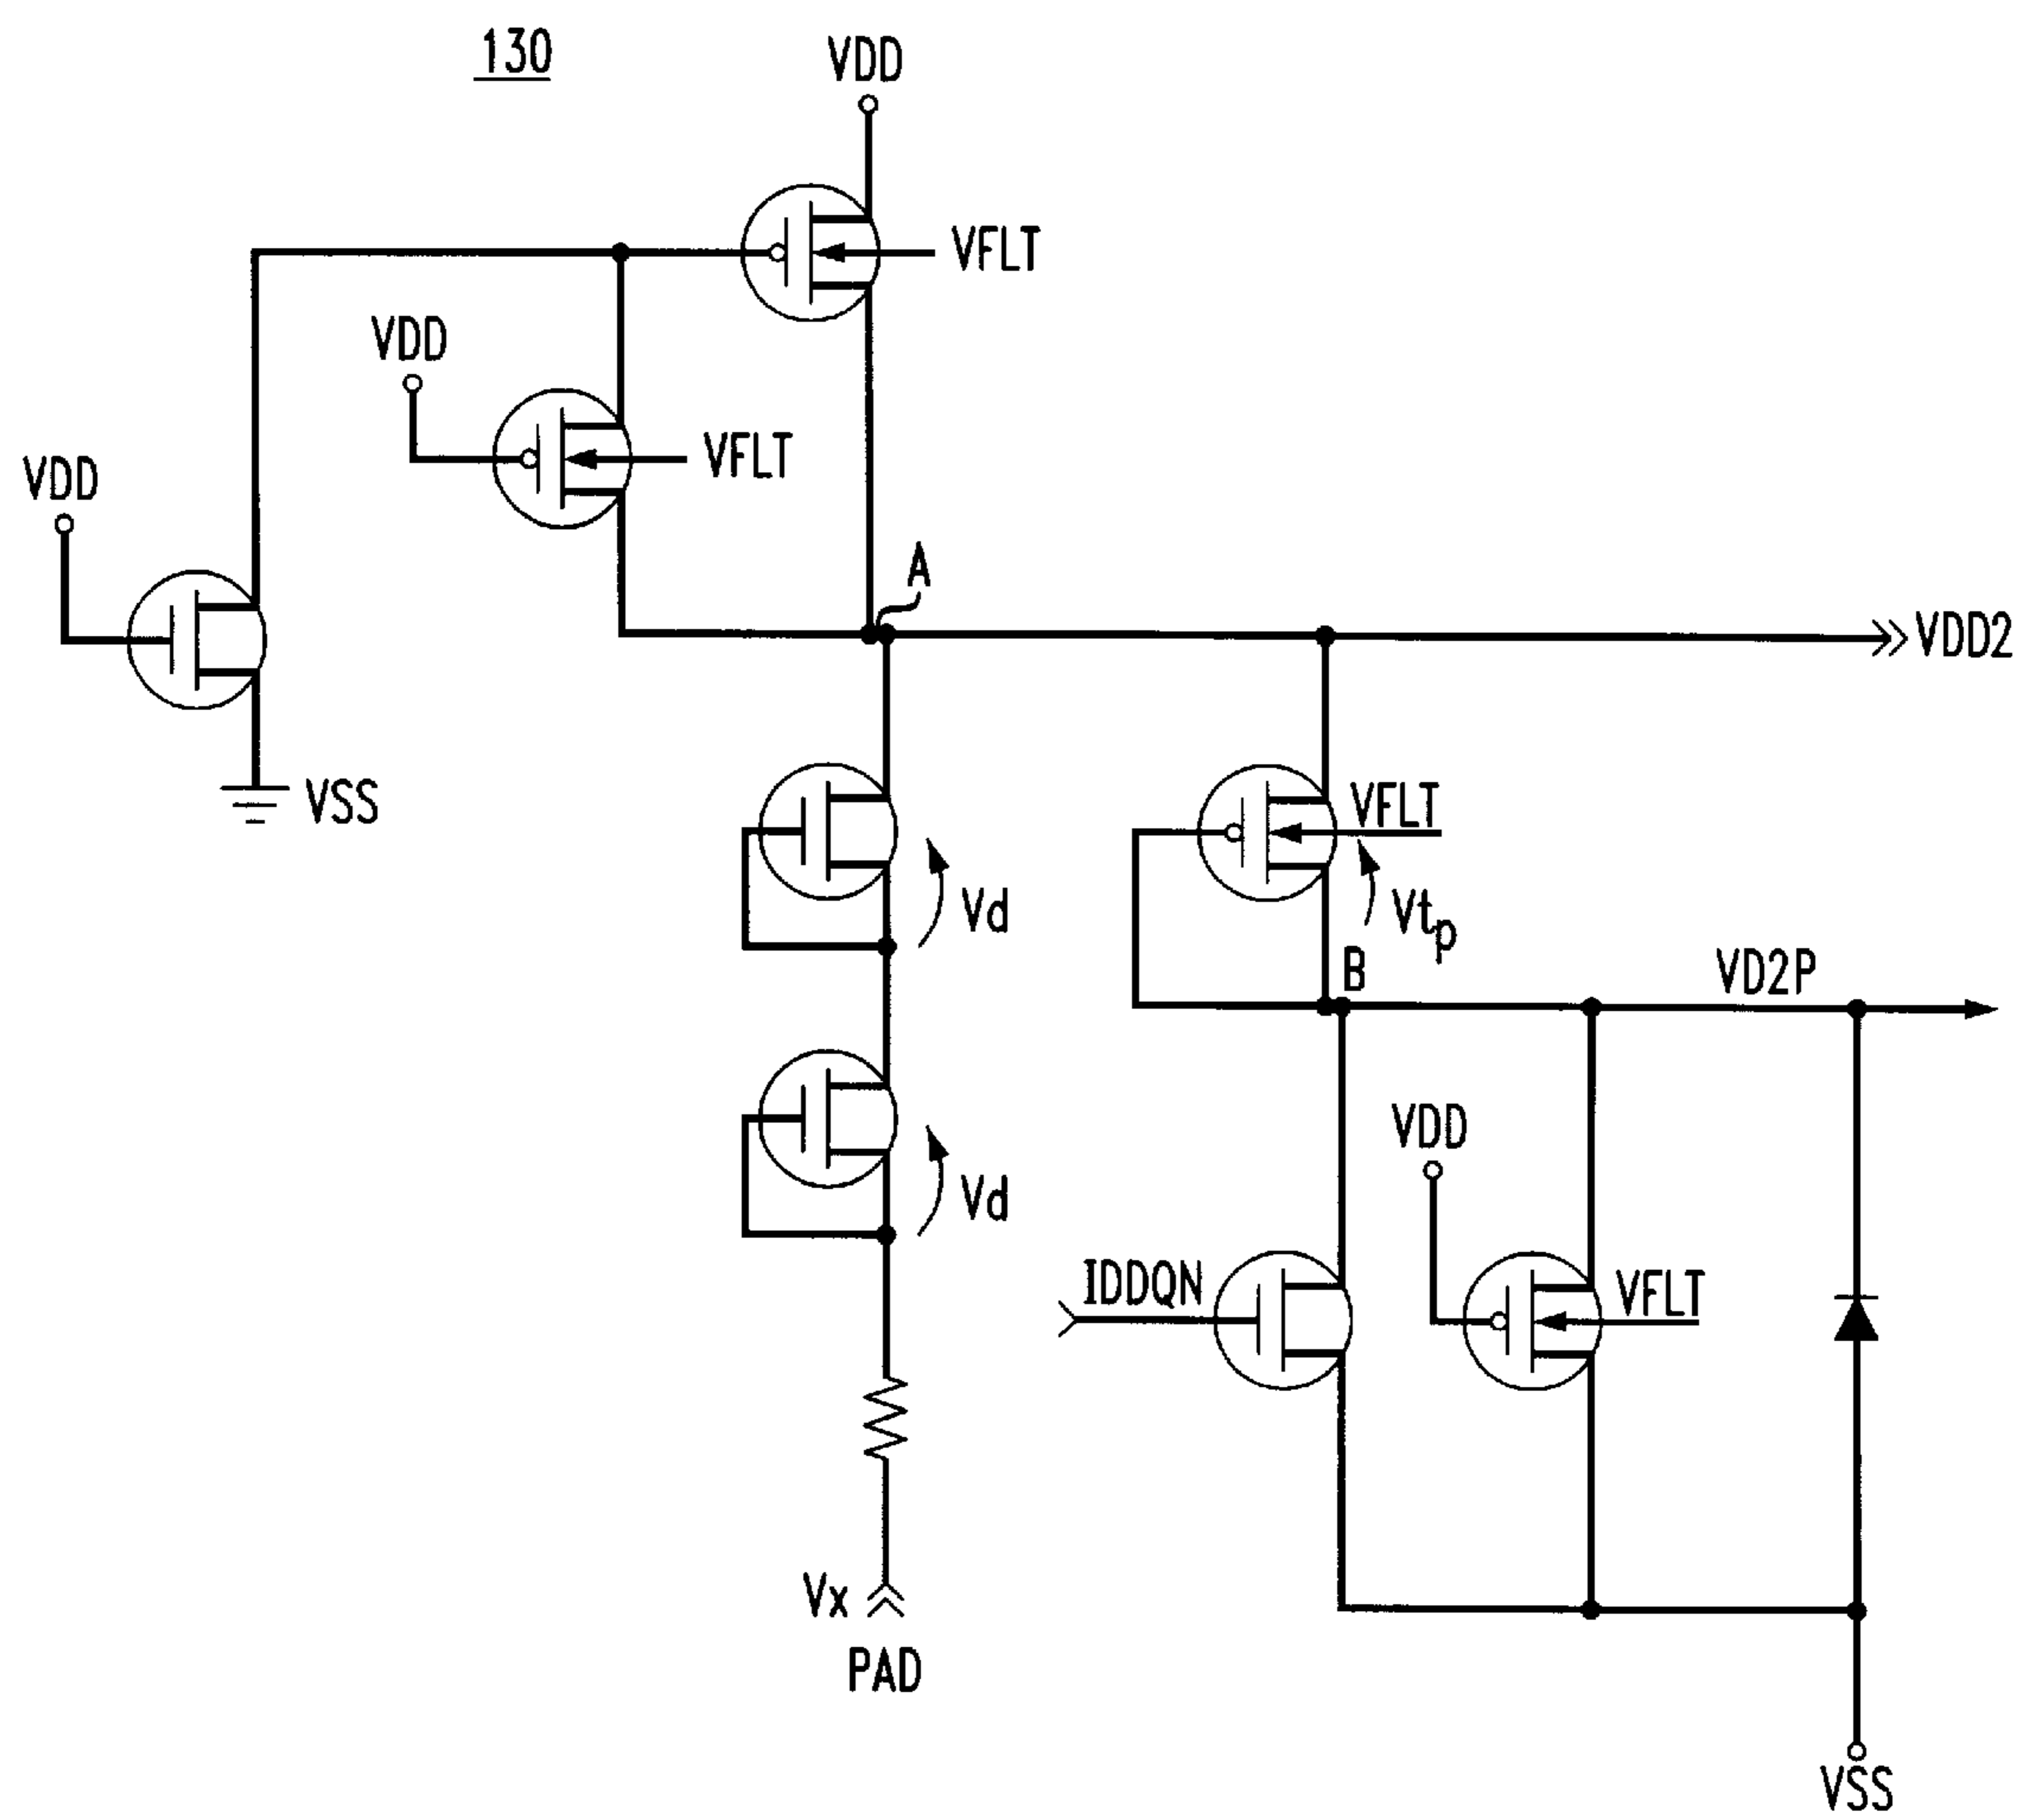 130
VDD
VFLT
VDD
VFLT
VDD
A
VDD2
VSS
VFLT
Vd
Vtp
B
VD2P
VDD
Vd
IDDQN
VFLT
Vx
PAD
VSS